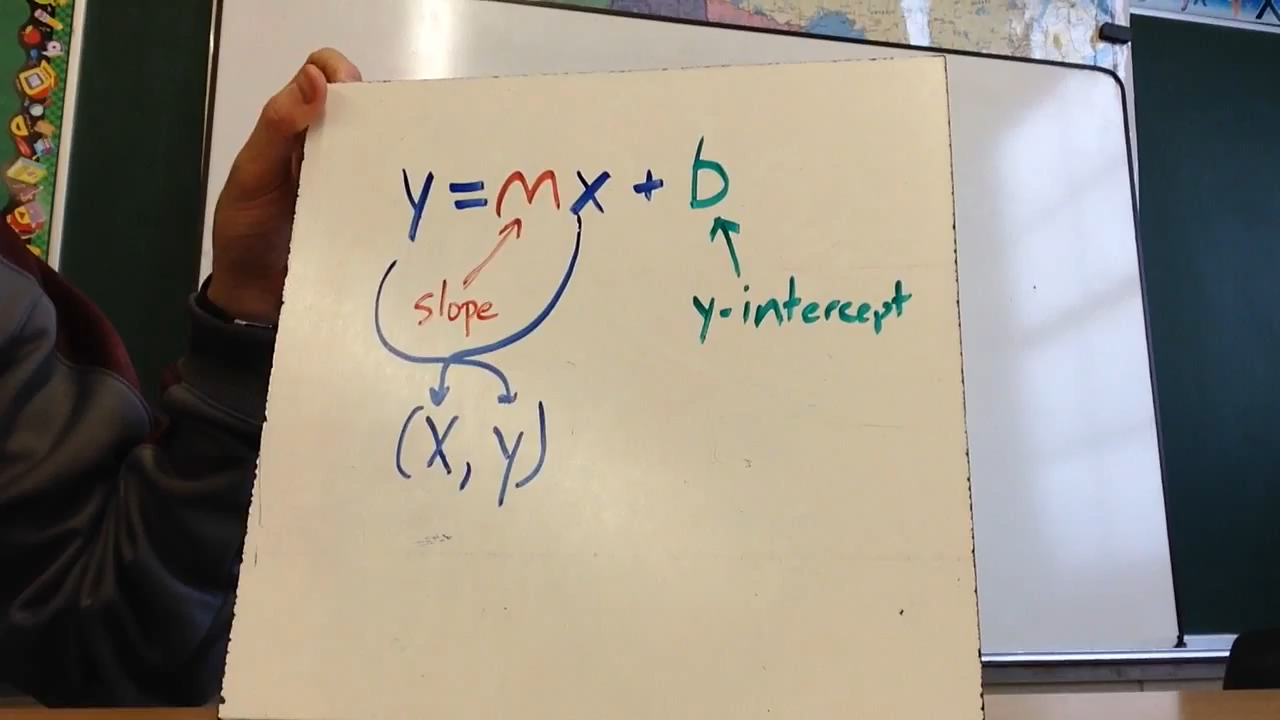 y = mx + b
slope
y-intercept
(x, y)